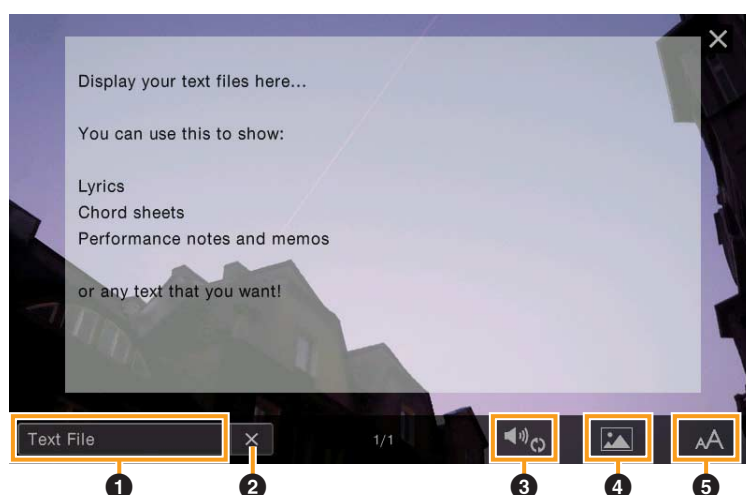 Display your text files here...
You can use this to show:
Lyrics
Chord sheets
Performance notes and memos
or any text that you want!
Text File
1/1
AA
1
2
3
4
5